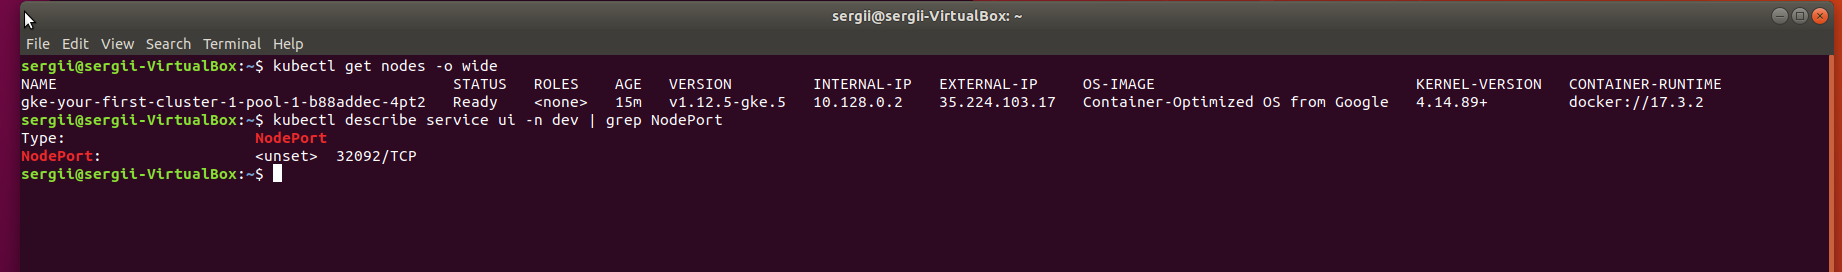 sergii@sergii-VirtualBox: ~
File Edit View Search Terminal Help
sergii@sergii-VirtualBox:~$ kubectl get nodes -o wide
NAME STATUS ROLES AGE VERSION INTERNAL-IP EXTERNAL-IP OS-IMAGE KERNEL-VERSION CONTAINER-RUNTIME
gke-your-first-cluster-1-pool-1-b88addec-4pt2 Ready <none> 15m v1.12.5-gke.5 10.128.0.2 35.224.103.17 Container-Optimized OS from Google 4.14.89+ docker://17.3.2
sergii@sergii-VirtualBox:~$ kubectl describe service ui -n dev | grep NodePort
Type: NodePort
NodePort: <unset> 32092/TCP
sergii@sergii-VirtualBox:~$